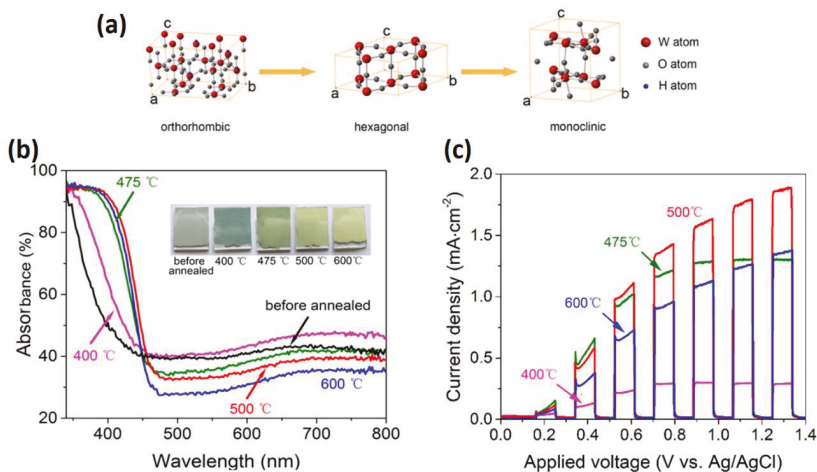 (a)
c
a
b
orthorhombic
c
a
b
hexagonal
c
a
b
monoclinic
W atom
O atom
H atom
(b)
Absorbance (%)
100
80
60
40
20
475 ℃
400 ℃
before annealed
500 ℃
600 ℃
before
annealed
400 ℃
475 ℃
500 ℃
600 ℃
400
500
600
700
800
Wavelength (nm)
(c)
Current density (mA·cm⁻²)
2.0
1.5
1.0
0.5
0.0
500℃
475℃
600℃
400℃
0.0
0.2
0.4
0.6
0.8
1.0
1.2
1.4
Applied voltage (V vs. Ag/AgCl)